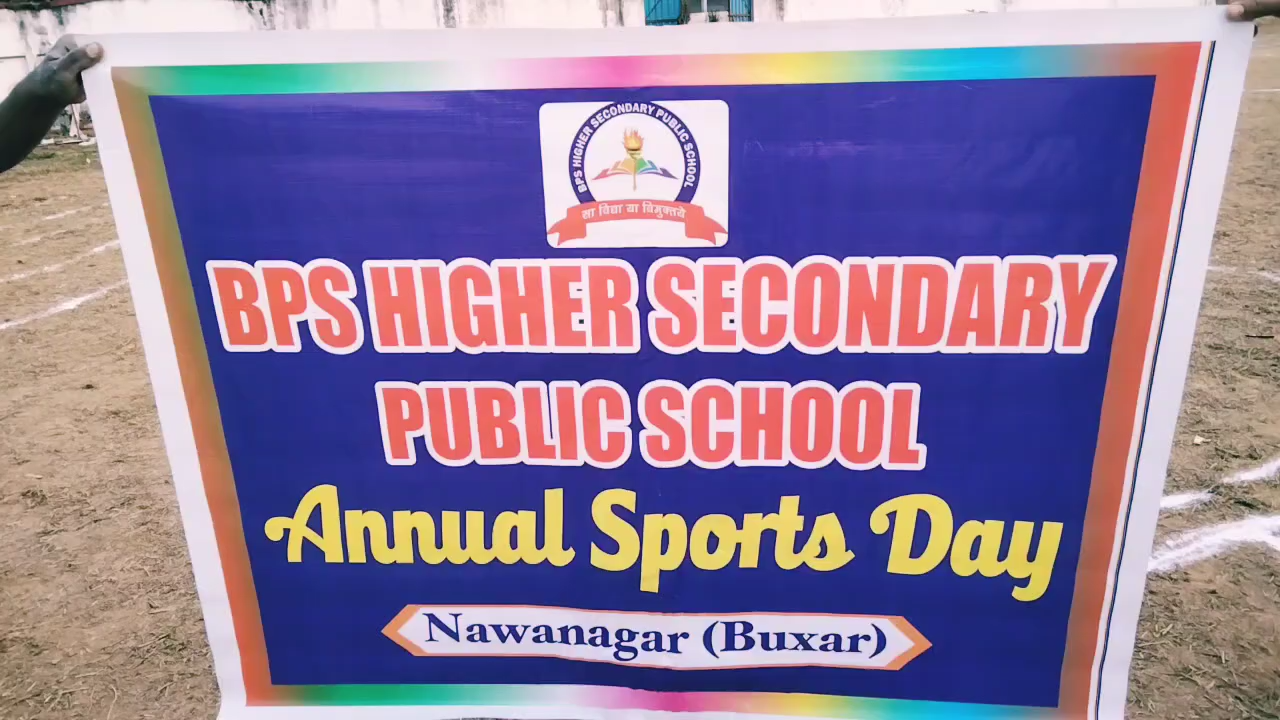 BPS HIGHER SECONDARY PUBLIC SCHOOL
सा विद्या या विमुक्तये
BPS HIGHER SECONDARY
PUBLIC SCHOOL
Annual Sports Day
Nawanagar (Buxar)